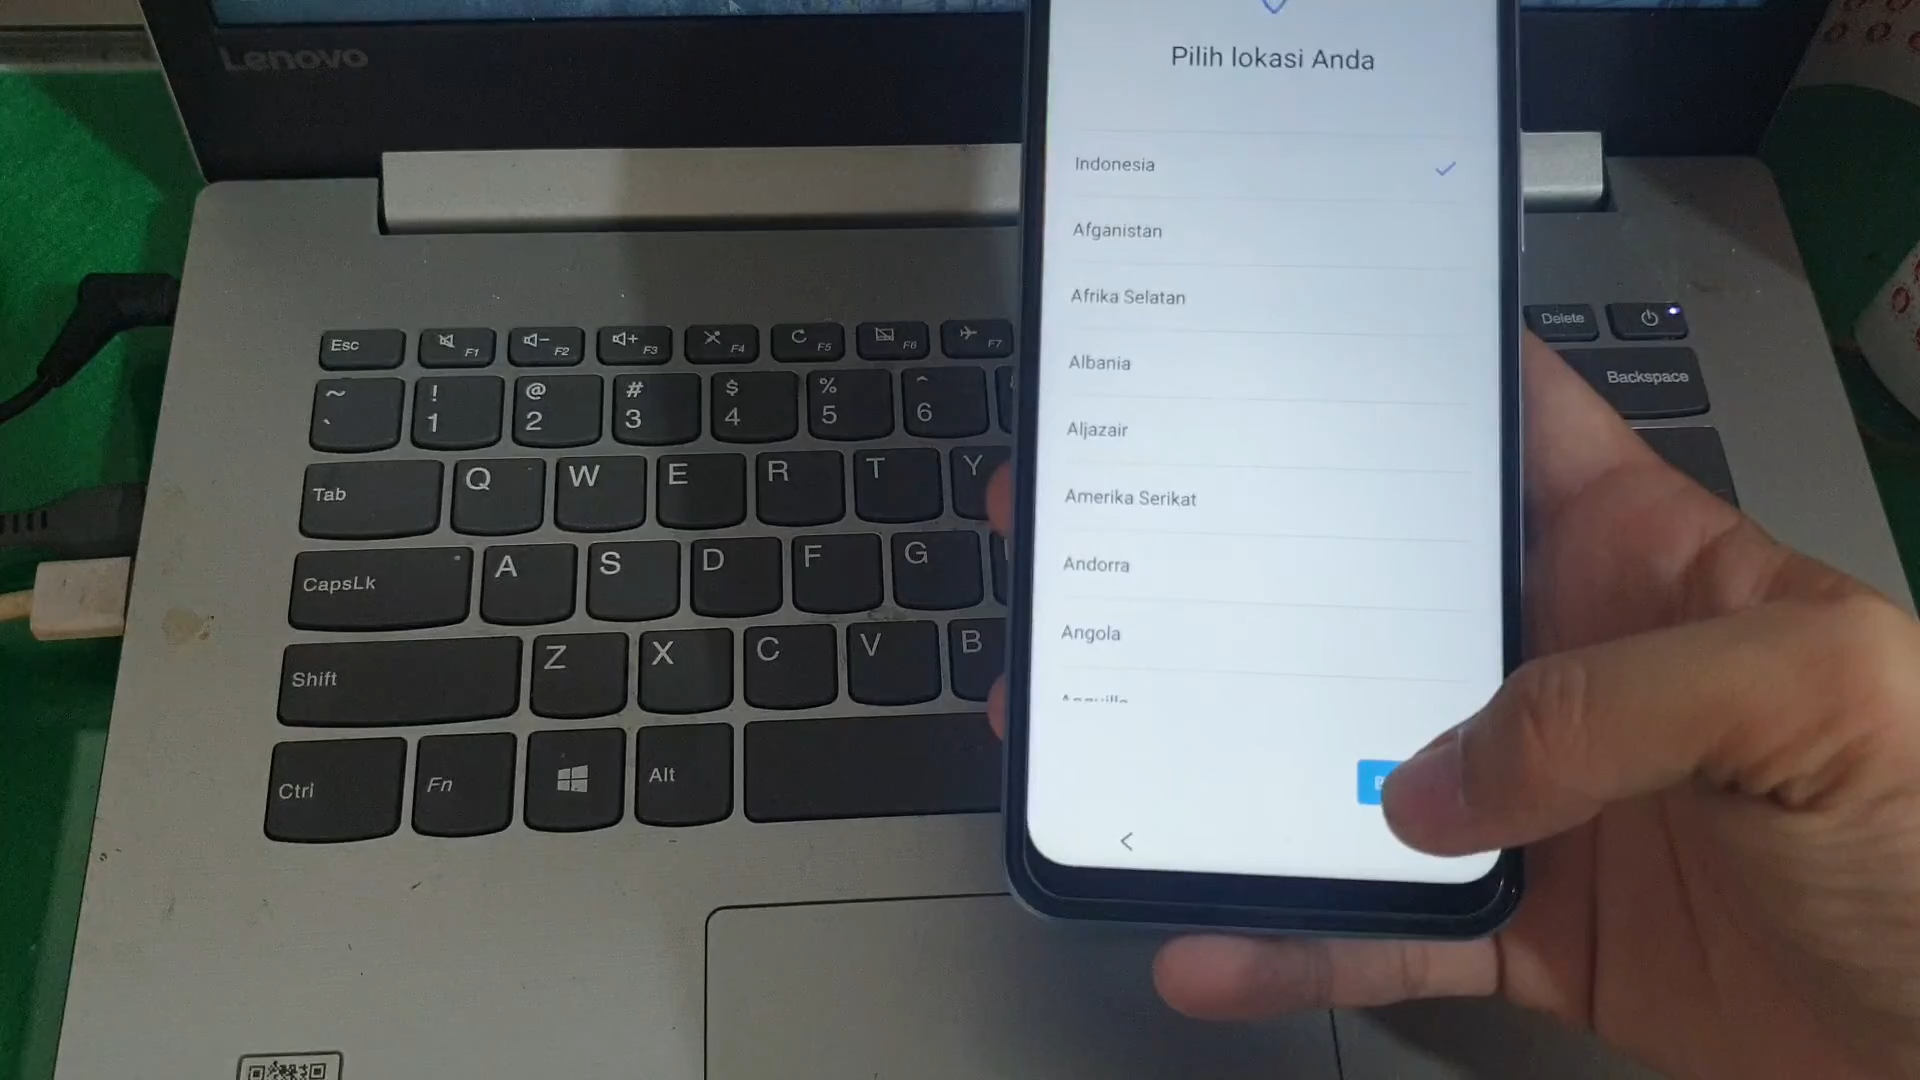 Lenovo
Pilih lokasi Anda
Indonesia
Afganistan
Afrika Selatan
Albania
Aljazair
Amerika Serikat
Andorra
Angola
Esc
F1
F2
F3
F4
F5
F6
F7
Delete
~ `
! 1
@ 2
# 3
$ 4
% 5
^ 6
Backspace
Tab
Q
W
E
R
T
Y
CapsLk
A
S
D
F
G
Shift
Z
X
C
V
B
Ctrl
Fn
Alt